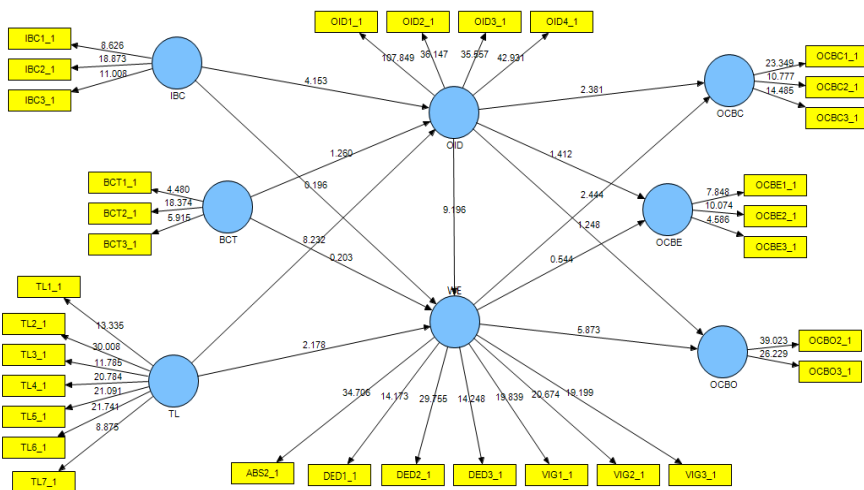 OID1_1
OID2_1
OID3_1
OID4_1
IBC1_1
IBC2_1
IBC3_1
8.626
18.873
11.008
IBC
107.849
36.147
35.557
42.931
OID
4.153
2.381
OCBC1_1
OCBC2_1
OCBC3_1
23.349
10.777
14.485
OCBC
1.260
0.196
1.412
2.444
1.248
BCT1_1
BCT2_1
BCT3_1
4.480
18.374
5.915
BCT
9.196
8.232
0.203
OCBE1_1
OCBE2_1
OCBE3_1
7.848
10.074
4.586
OCBE
0.544
WE
2.178
5.873
TL1_1
TL2_1
TL3_1
TL4_1
TL5_1
TL6_1
TL7_1
13.335
30.008
11.785
20.784
21.091
21.741
8.875
TL
OCBO2_1
OCBO3_1
39.023
26.229
OCBO
34.706
14.173
29.755
14.248
19.839
20.674
19.199
ABS2_1
DED1_1
DED2_1
DED3_1
VIG1_1
VIG2_1
VIG3_1